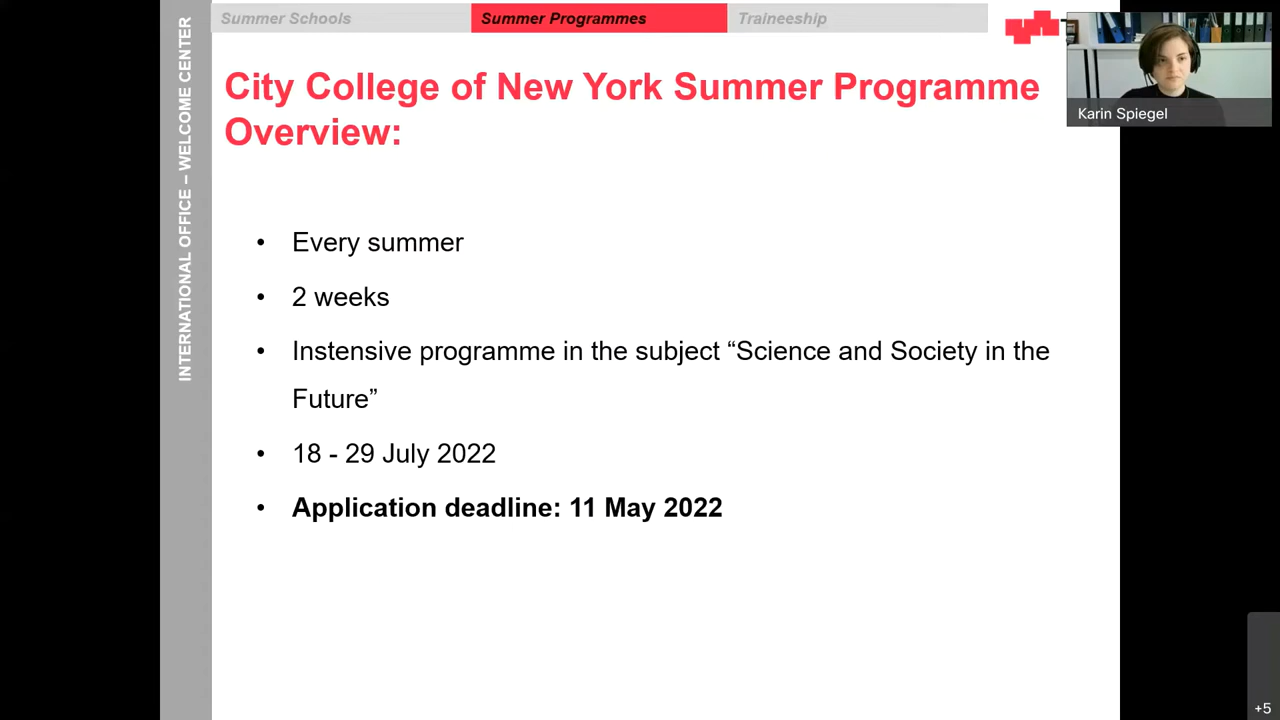 Summer Schools
Summer Programmes
Traineeship
INTERNATIONAL OFFICE – WELCOME CENTER
Karin Spiegel
City College of New York Summer Programme
Overview:
• Every summer
• 2 weeks
• Instensive programme in the subject “Science and Society in the
Future”
• 18 - 29 July 2022
• Application deadline: 11 May 2022
+5